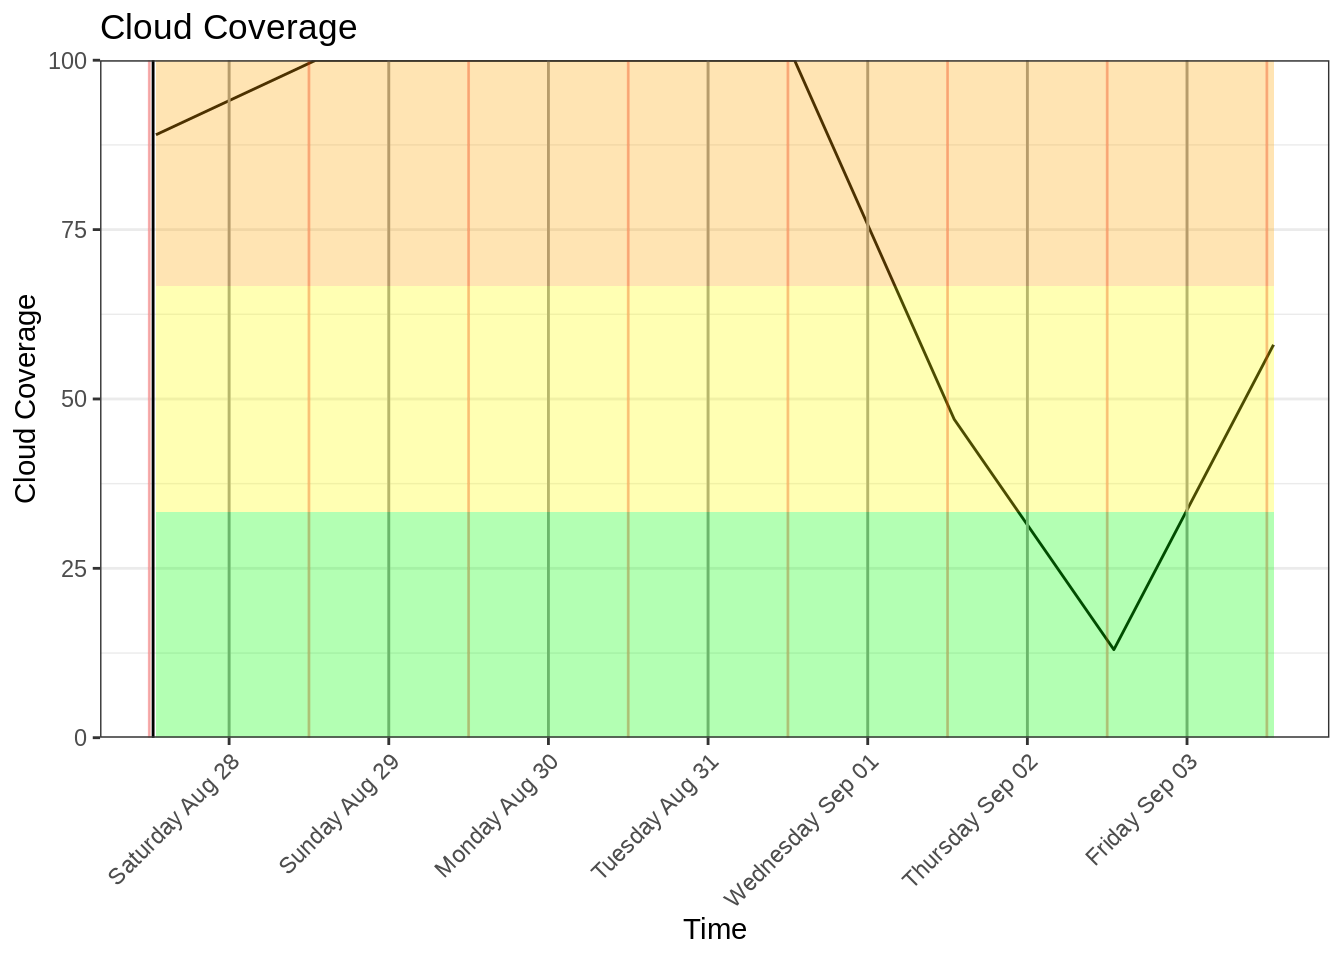 Cloud Coverage
100
75
50
25
0
Cloud Coverage
Saturday Aug 28
Sunday Aug 29
Monday Aug 30
Tuesday Aug 31
Wednesday Sep 01
Thursday Sep 02
Friday Sep 03
Time